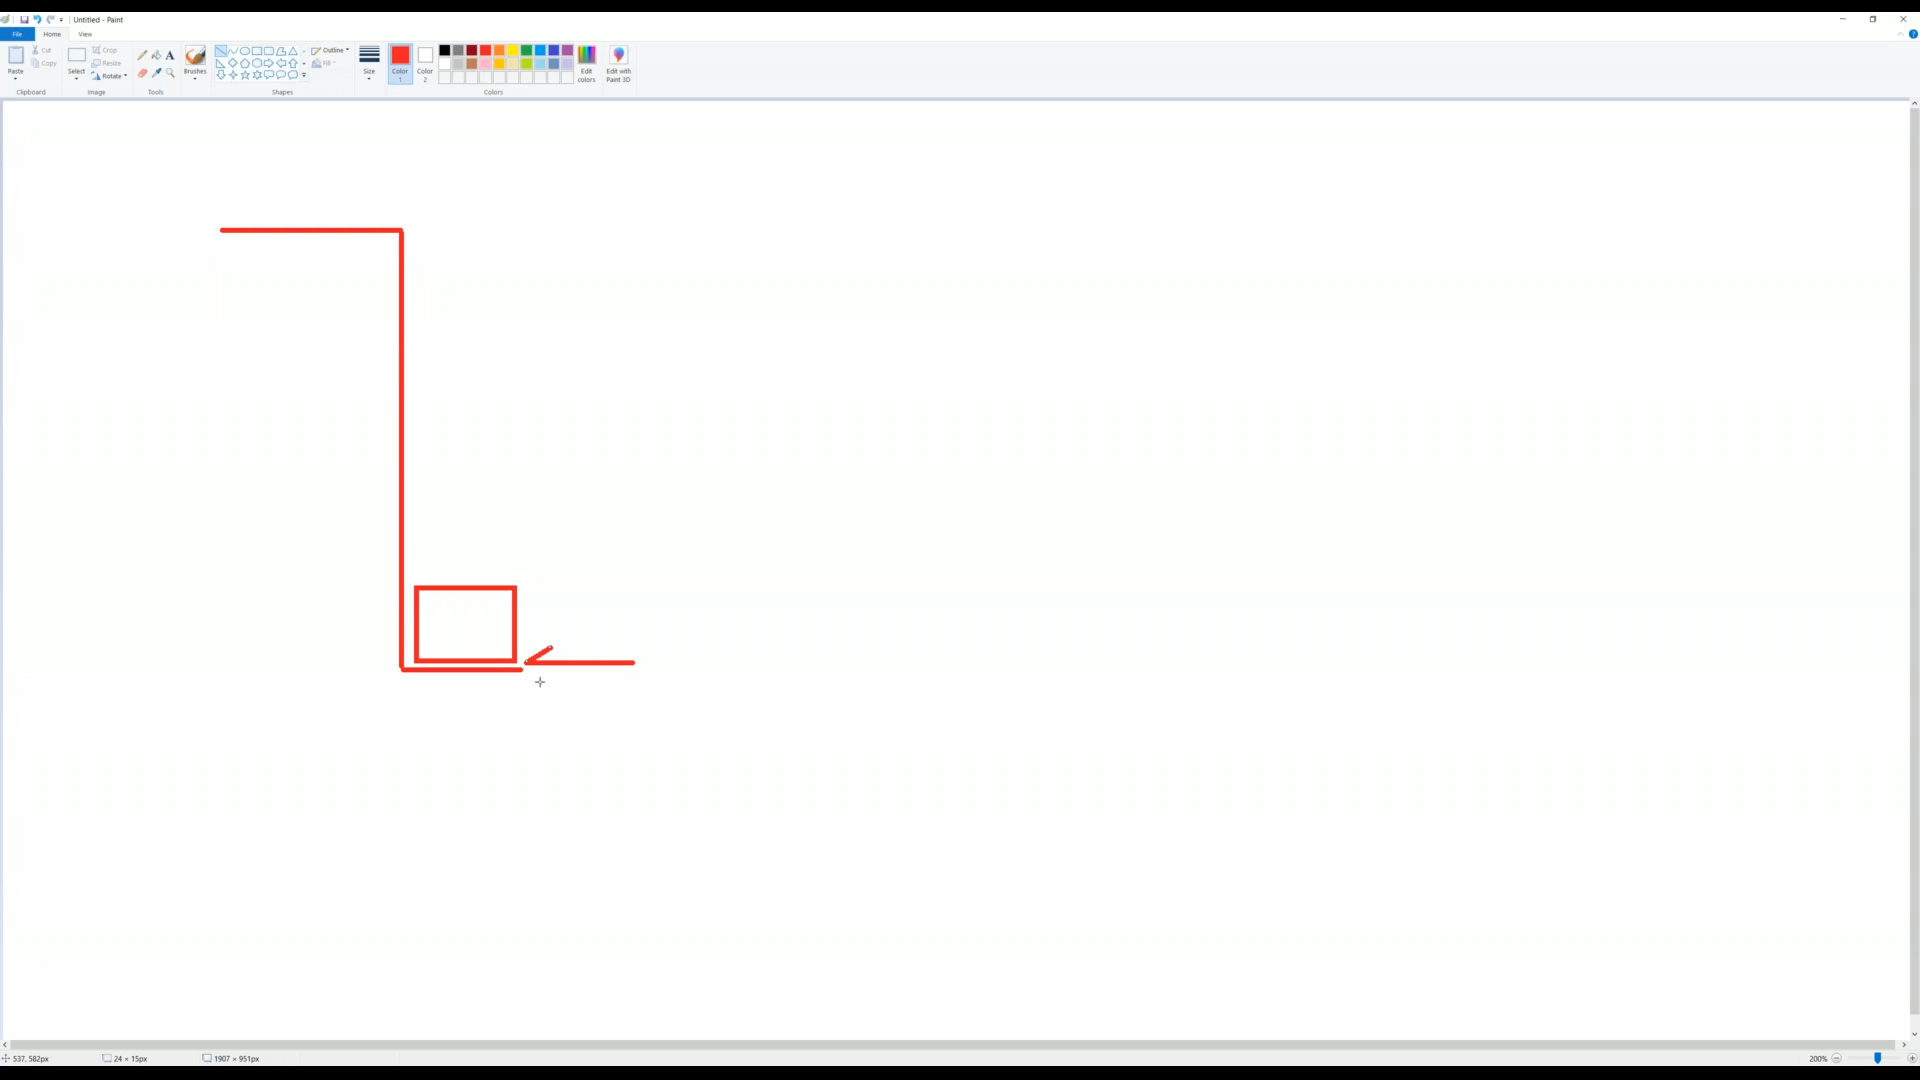 Untitled - Paint
File Home View
Paste
Cut
Copy
Clipboard
Select
Crop
Resize
Rotate
Image
A
Tools
Brushes
Outline
Fill
Shapes
Size
Color
1
Color
2
Colors
Edit
colors
Edit with
Paint 3D
537, 582px 24 × 15px 1907 × 951px 200%